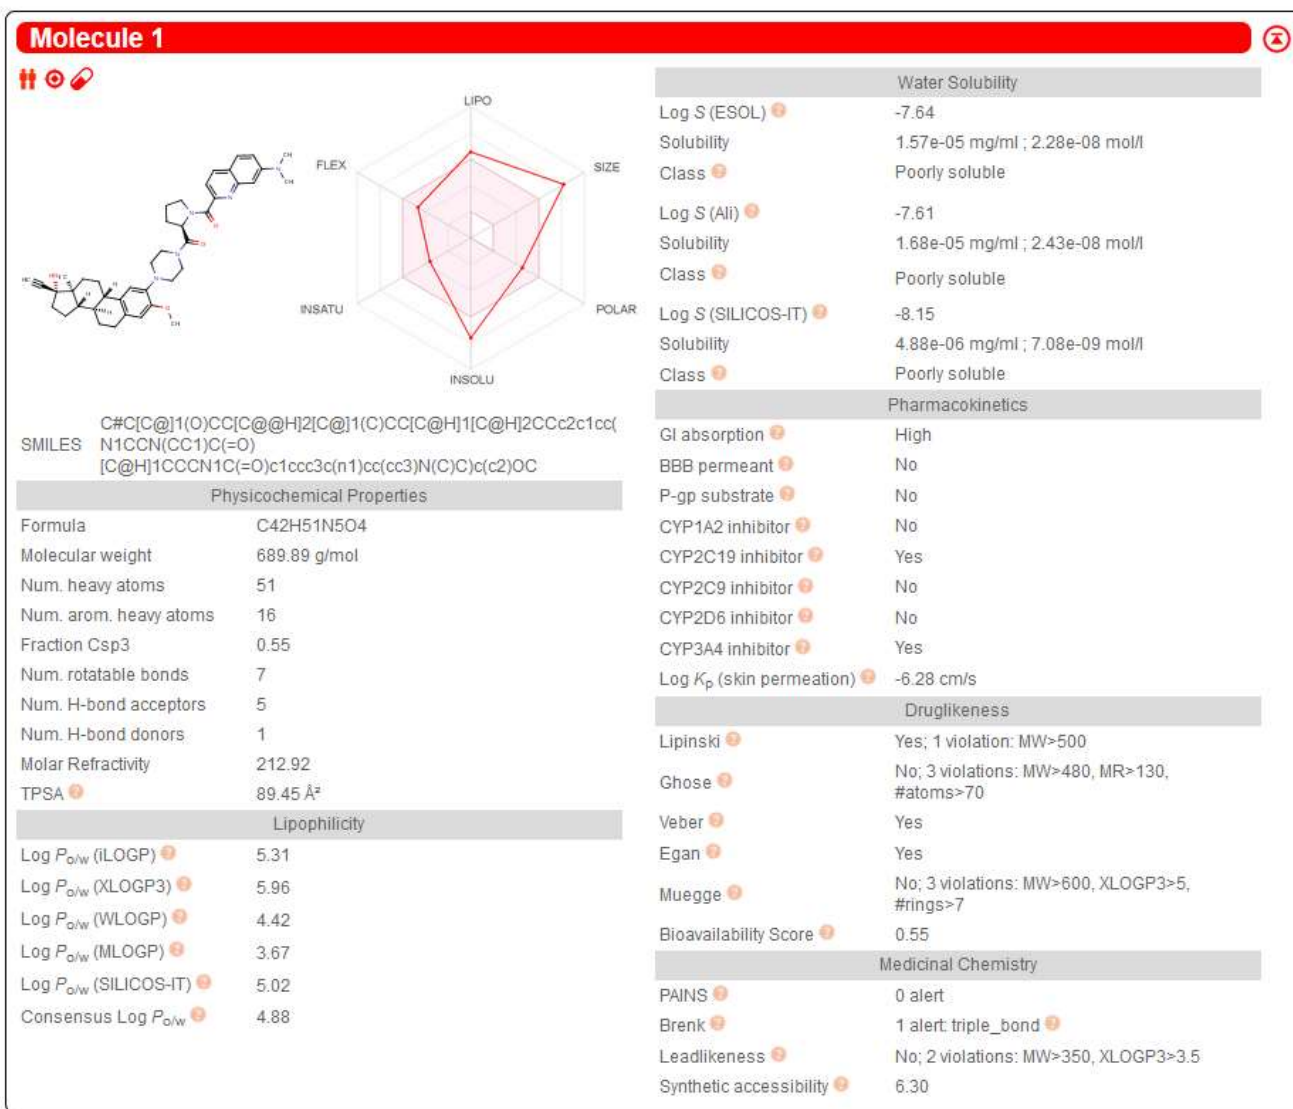 Molecule 1
LIPO
FLEX
SIZE
INSATU
POLAR
INSOLU
SMILES C#C[C@]1(O)CC[C@@H]2[C@]1(C)CC[C@H]1[C@H]2CCc2c1cc(
N1CCN(CC1)C(=O)
[C@H]1CCCN1C(=O)c1ccc3c(n1)cc(cc3)N(C)C)c(c2)OC
Physicochemical Properties
Formula C42H51N5O4
Molecular weight 689.89 g/mol
Num. heavy atoms 51
Num. arom. heavy atoms 16
Fraction Csp3 0.55
Num. rotatable bonds 7
Num. H-bond acceptors 5
Num. H-bond donors 1
Molar Refractivity 212.92
TPSA ? 89.45 Å²
Lipophilicity
Log Po/w (iLOGP) ? 5.31
Log Po/w (XLOGP3) ? 5.96
Log Po/w (WLOGP) ? 4.42
Log Po/w (MLOGP) ? 3.67
Log Po/w (SILICOS-IT) ? 5.02
Consensus Log Po/w ? 4.88
Water Solubility
Log S (ESOL) ? -7.64
Solubility 1.57e-05 mg/ml ; 2.28e-08 mol/l
Class ? Poorly soluble
Log S (Ali) ? -7.61
Solubility 1.68e-05 mg/ml ; 2.43e-08 mol/l
Class ? Poorly soluble
Log S (SILICOS-IT) ? -8.15
Solubility 4.88e-06 mg/ml ; 7.08e-09 mol/l
Class ? Poorly soluble
Pharmacokinetics
GI absorption ? High
BBB permeant ? No
P-gp substrate ? No
CYP1A2 inhibitor ? No
CYP2C19 inhibitor ? Yes
CYP2C9 inhibitor ? No
CYP2D6 inhibitor ? No
CYP3A4 inhibitor ? Yes
Log Kp (skin permeation) ? -6.28 cm/s
Druglikeness
Lipinski ? Yes; 1 violation: MW>500
Ghose ? No; 3 violations: MW>480, MR>130,
#atoms>70
Veber ? Yes
Egan ? Yes
Muegge ? No; 3 violations: MW>600, XLOGP3>5,
#rings>7
Bioavailability Score ? 0.55
Medicinal Chemistry
PAINS ? 0 alert
Brenk ? 1 alert: triple_bond ?
Leadlikeness ? No; 2 violations: MW>350, XLOGP3>3.5
Synthetic accessibility ? 6.30